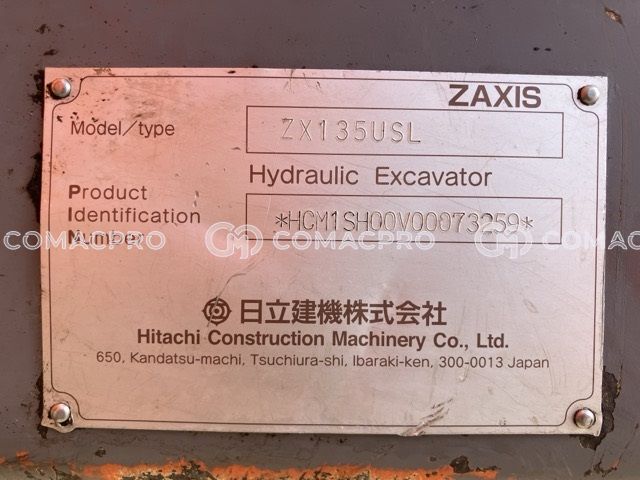 ZAXIS
Model/type ZX135USL
Hydraulic Excavator
Product
Identification *HCM1SH00V00073259*
Number
COMACPRO COMACPRO COMACPRO
日立建機株式会社
Hitachi Construction Machinery Co., Ltd.
650, Kandatsu-machi, Tsuchiura-shi, Ibaraki-ken, 300-0013 Japan